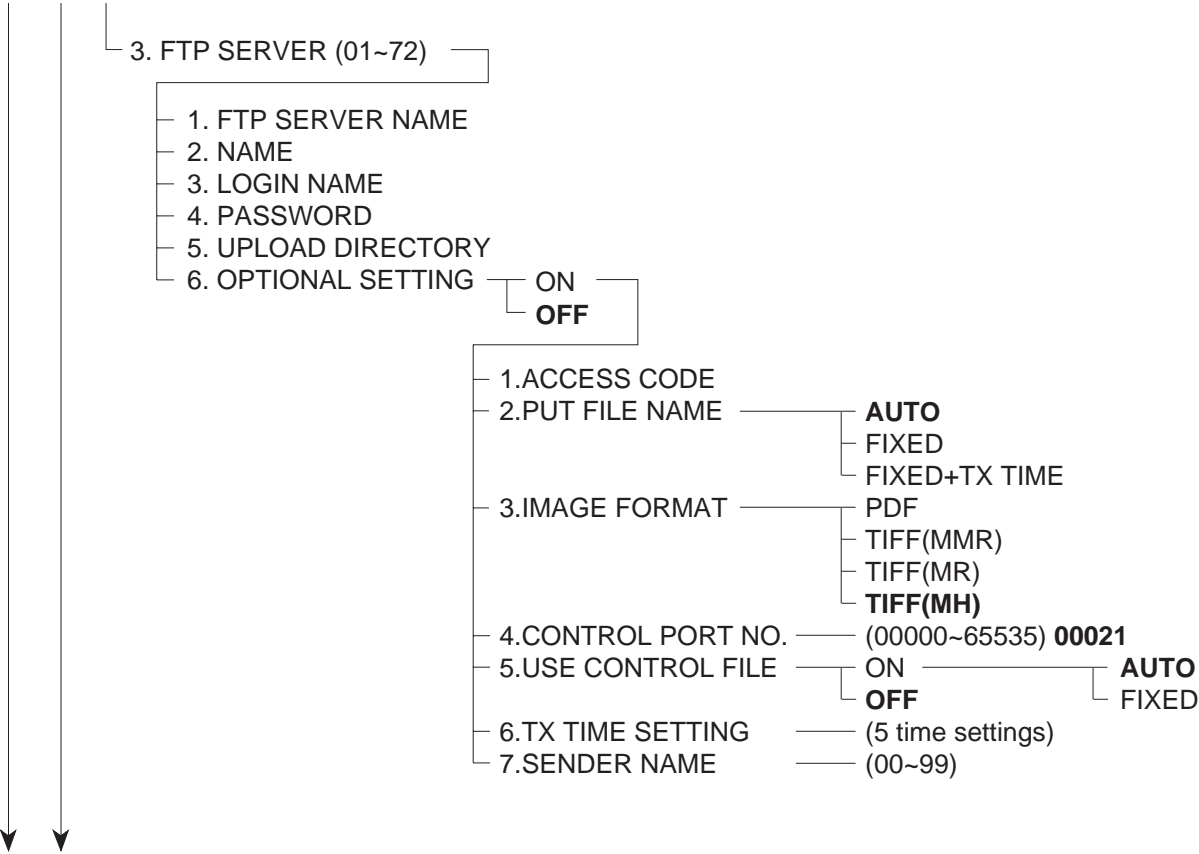 3. FTP SERVER (01~72)
1. FTP SERVER NAME
2. NAME
3. LOGIN NAME
4. PASSWORD
5. UPLOAD DIRECTORY
6. OPTIONAL SETTING ON
OFF
1.ACCESS CODE
2.PUT FILE NAME AUTO
FIXED
FIXED+TX TIME
3.IMAGE FORMAT PDF
TIFF(MMR)
TIFF(MR)
TIFF(MH)
4.CONTROL PORT NO. (00000~65535) 00021
5.USE CONTROL FILE ON AUTO
OFF FIXED
6.TX TIME SETTING (5 time settings)
7.SENDER NAME (00~99)